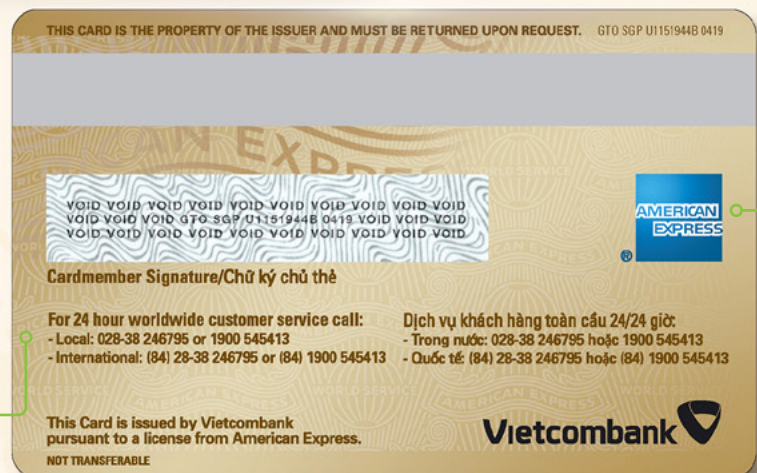 THIS CARD IS THE PROPERTY OF THE ISSUER AND MUST BE RETURNED UPON REQUEST. GTO SGP U1151944B 0419
AN EXPRESS
VOID VOID VOID VOID VOID VOID VOID VOID VOID VOID
VOID VOID VOID GTO SGP U1151944B 0419 VOID VOID VOID
VOID VOID VOID VOID VOID VOID VOID VOID VOID VOID
AMERICAN
EXPRESS
®
Cardmember Signature/Chữ ký chủ thẻ
For 24 hour worldwide customer service call:
- Local: 028-38 246795 or 1900 545413
- International: (84) 28-38 246795 or (84) 1900 545413
Dịch vụ khách hàng toàn cầu 24/24 giờ:
- Trong nước: 028-38 246795 hoặc 1900 545413
- Quốc tế: (84) 28-38 246795 hoặc (84) 1900 545413
This Card is issued by Vietcombank
pursuant to a license from American Express.
NOT TRANSFERABLE
Vietcombank